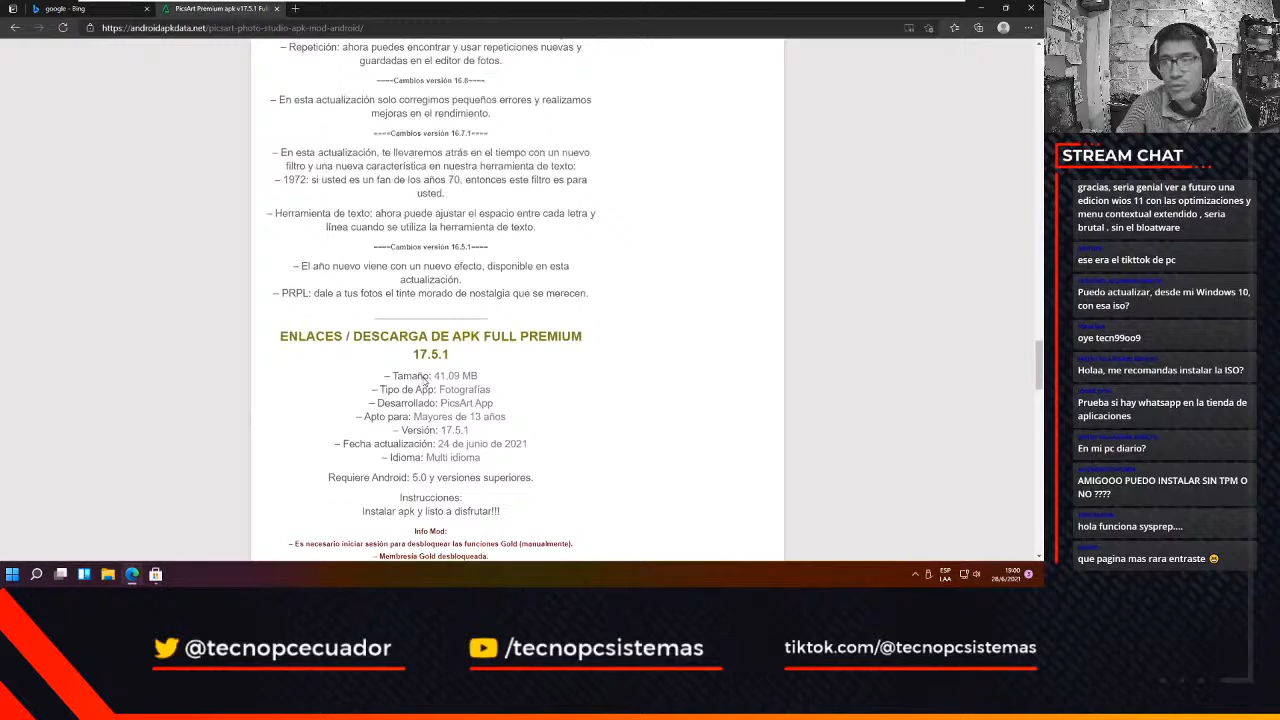 google - Bing
PicsArt Premium apk v17.5.1 Full
https://androidapkdata.net/picsart-photo-studio-apk-mod-android/
– Repetición: ahora puedes encontrar y usar repeticiones nuevas y
guardadas en el editor de fotos.
====Cambios versión 16.8====
– En esta actualización solo corregimos pequeños errores y realizamos
mejoras en el rendimiento.
====Cambios versión 16.7.1====
– En esta actualización, te llevaremos atrás en el tiempo con un nuevo
filtro y una nueva característica en nuestra herramienta de texto:
– 1972: si usted es un fan de los años 70, entonces este filtro es para
usted.
– Herramienta de texto: ahora puede ajustar el espacio entre cada letra y
línea cuando se utiliza la herramienta de texto.
====Cambios versión 16.5.1====
– El año nuevo viene con un nuevo efecto, disponible en esta
actualización.
– PRPL: dale a tus fotos el tinte morado de nostalgia que se merecen.
ENLACES / DESCARGA DE APK FULL PREMIUM
17.5.1
– Tamaño: 41.09 MB
– Tipo de App: Fotografías
– Desarrollado: PicsArt App
– Apto para: Mayores de 13 años
– Versión: 17.5.1
– Fecha actualización: 24 de junio de 2021
– Idioma: Multi idioma
Requiere Android: 5.0 y versiones superiores.
Instrucciones:
Instalar apk y listo a disfrutar!!!
Info Mod:
– Es necesario iniciar sesión para desbloquear las funciones Gold (manualmente).
– Membresía Gold desbloqueada.
ESP
LAA
19:00
28/6/2021
3
STREAM CHAT
gracias, seria genial ver a futuro una
edicion wios 11 con las optimizaciones y
menu contextual extendido , seria
brutal . sin el bloatware
ese era el tikttok de pc
Puedo actualizar, desde mi Windows 10,
con esa iso?
oye tecn99oo9
Holaa, me recomandas instalar la ISO?
Prueba si hay whatsapp en la tienda de
aplicaciones
En mi pc diario?
AMIGOOO PUEDO INSTALAR SIN TPM O
NO ????
hola funciona sysprep....
que pagina mas rara entraste
@tecnopcecuador
/tecnopcsistemas
tiktok.com/@tecnopcsistemas